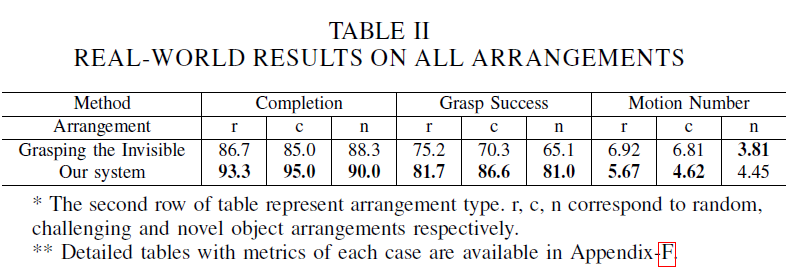 TABLE II
REAL-WORLD RESULTS ON ALL ARRANGEMENTS
Method Completion Grasp Success Motion Number
Arrangement r c n r c n r c n
Grasping the Invisible 86.7 85.0 88.3 75.2 70.3 65.1 6.92 6.81 3.81
Our system 93.3 95.0 90.0 81.7 86.6 81.0 5.67 4.62 4.45
* The second row of table represent arrangement type. r, c, n correspond to random,
challenging and novel object arrangements respectively.
** Detailed tables with metrics of each case are available in Appendix-F.